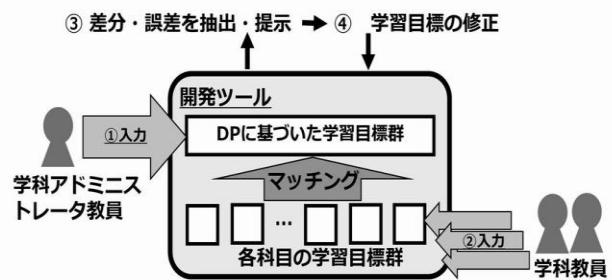 ③ 差分・誤差を抽出・提示 ➡ ④ 学習目標の修正
開発ツール
①入力
DPに基づいた学習目標群
マッチング
学科アドミニス
トレータ教員
…
②入力
各科目の学習目標群
学科教員